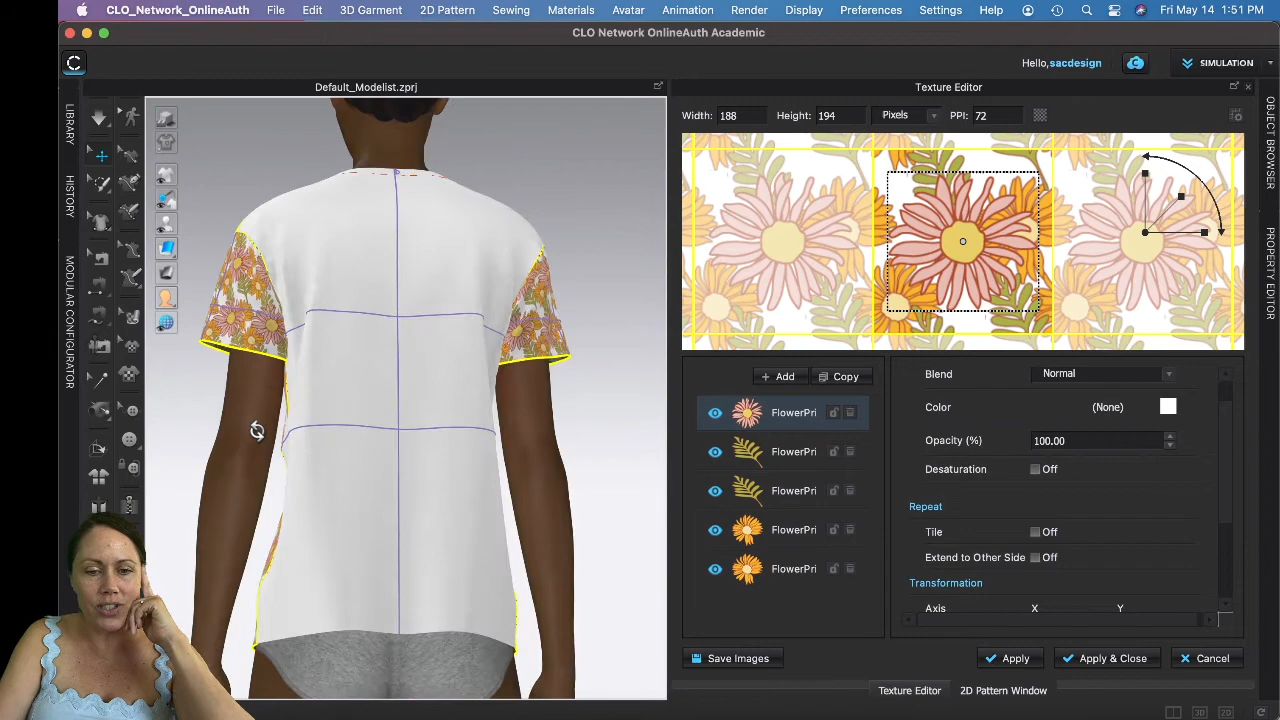 CLO_Network_OnlineAuth File Edit 3D Garment 2D Pattern Sewing Materials Avatar Animation Render Display Preferences Settings Help Fri May 14 1:51 PM
CLO Network OnlineAuth Academic
Hello, sacdesign SIMULATION
Default_Modelist.zprj
Texture Editor
LIBRARY
HISTORY
MODULAR CONFIGURATOR
Width: 188 Height: 194 Pixels PPI: 72
OBJECT BROWSER
PROPERTY EDITOR
+ Add Copy
FlowerPri
FlowerPri
FlowerPri
FlowerPri
FlowerPri
Blend Normal
Color (None)
Opacity (%) 100.00
Desaturation Off
Repeat
Tile Off
Extend to Other Side Off
Transformation
Axis X Y
Save Images Apply Apply & Close Cancel
Texture Editor 2D Pattern Window
3D 2D